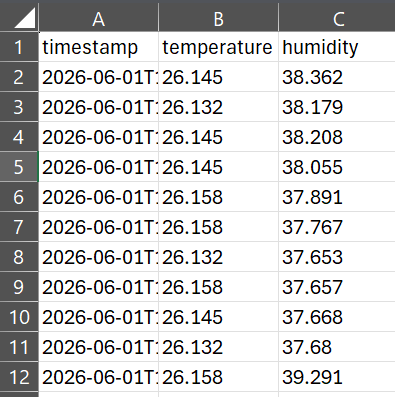 A B C
1 timestamp temperature humidity
2 2026-06-01T 26.145 38.362
3 2026-06-01T 26.132 38.179
4 2026-06-01T 26.145 38.208
5 2026-06-01T 26.145 38.055
6 2026-06-01T 26.158 37.891
7 2026-06-01T 26.158 37.767
8 2026-06-01T 26.132 37.653
9 2026-06-01T 26.158 37.657
10 2026-06-01T 26.145 37.668
11 2026-06-01T 26.132 37.68
12 2026-06-01T 26.158 39.291